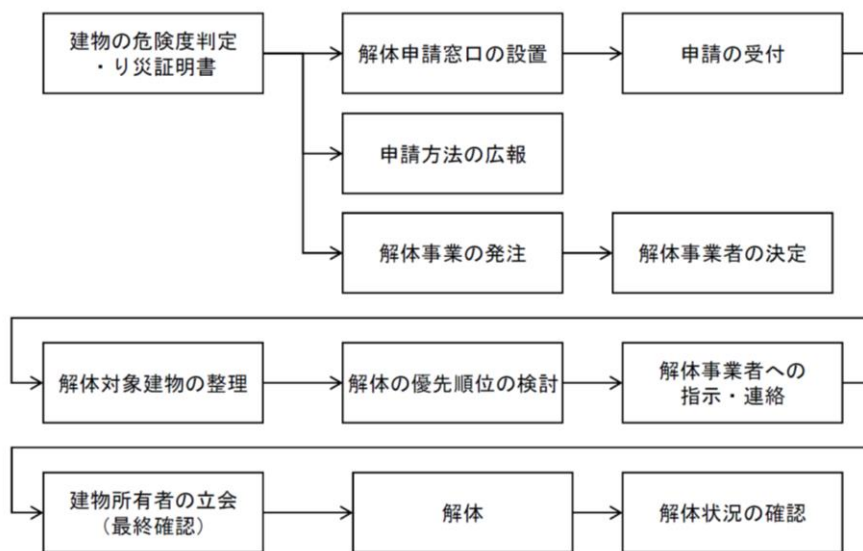 建物の危険度判定
・り災証明書
解体申請窓口の設置
申請の受付
申請方法の広報
解体事業の発注
解体事業者の決定
解体対象建物の整理
解体の優先順位の検討
解体事業者への
指示・連絡
建物所有者の立会
（最終確認）
解体
解体状況の確認